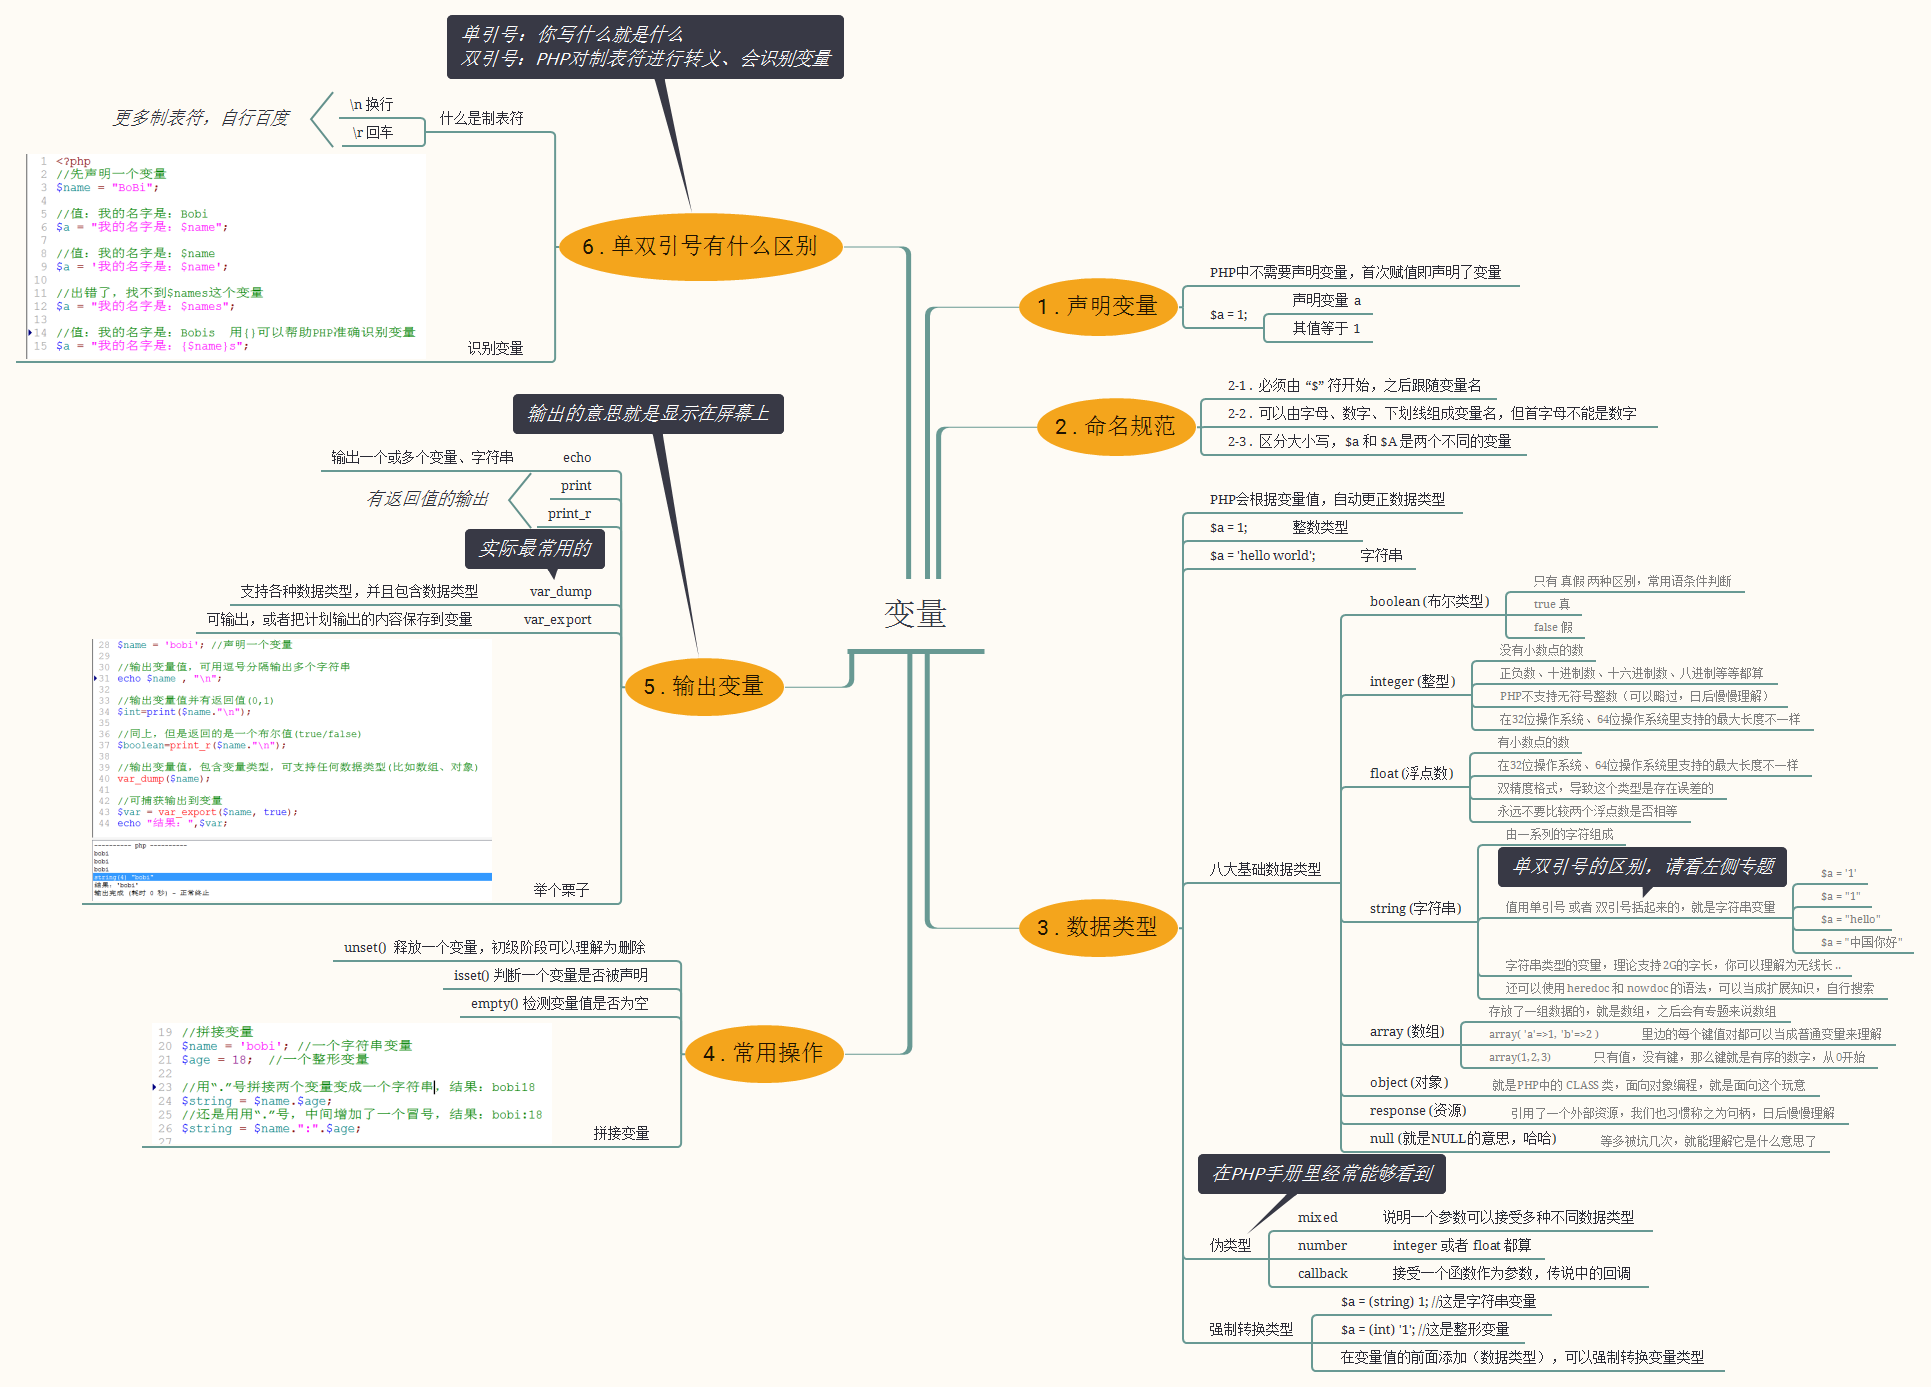 变量
1 . 声明变量
PHP中不需要声明变量，首次赋值即声明了变量
$a = 1;
声明变量 a
其值等于 1
2 . 命名规范
2-1 . 必须由 “$” 符开始，之后跟随变量名
2-2 . 可以由字母、数字、下划线组成变量名，但首字母不能是数字
2-3 . 区分大小写，$a 和 $A 是两个不同的变量
3 . 数据类型
PHP会根据变量值，自动更正数据类型
$a = 1; 整数类型
$a = 'hello world'; 字符串
八大基础数据类型
boolean (布尔类型)
只有 真假 两种区别，常用语条件判断
true 真
false 假
integer (整型)
没有小数点的数
正负数、十进制数、十六进制数、八进制等等都算
PHP不支持无符号整数（可以略过，日后慢慢理解）
在32位操作系统、64位操作系统里支持的最大长度不一样
float (浮点数)
有小数点的数
在32位操作系统、64位操作系统里支持的最大长度不一样
双精度格式，导致这个类型是存在误差的
永远不要比较两个浮点数是否相等
string (字符串)
由一系列的字符组成
单双引号的区别，请看左侧专题
值用单引号 或者 双引号括起来的，就是字符串变量
$a = '1'
$a = "1"
$a = "hello"
$a = "中国你好"
字符串类型的变量，理论支持2G的字长，你可以理解为无线长 ..
还可以使用 heredoc 和 nowdoc 的语法，可以当成扩展知识，自行搜索
array (数组)
存放了一组数据的，就是数组，之后会有专题来说数组
array( 'a'=>1, 'b'=>2 ) 里边的每个键值对都可以当成普通变量来理解
array(1,2,3) 只有值，没有键，那么键就是有序的数字，从0开始
object (对象) 就是PHP中的 CLASS 类，面向对象编程，就是面向这个玩意
response (资源) 引用了一个外部资源，我们也习惯称之为句柄，日后慢慢理解
null (就是NULL的意思，哈哈) 等多被坑几次，就能理解它是什么意思了
在PHP手册里经常能够看到
伪类型
mixed 说明一个参数可以接受多种不同数据类型
number integer 或者 float 都算
callback 接受一个函数作为参数，传说中的回调
强制转换类型
$a = (string) 1; //这是字符串变量
$a = (int) '1'; //这是整形变量
在变量值的前面添加（数据类型），可以强制转换变量类型
4 . 常用操作
unset() 释放一个变量，初级阶段可以理解为删除
isset() 判断一个变量是否被声明
empty() 检测变量值是否为空
拼接变量
19 //拼接变量
20 $name = 'bobi'; //一个字符串变量
21 $age = 18; //一个整形变量
22
23 //用“.”号拼接两个变量变成一个字符串，结果：bobi18
24 $string = $name.$age;
25 //还是用用“.”号，中间增加了一个冒号，结果：bobi:18
26 $string = $name.":".$age;
27
5 . 输出变量
输出的意思就是显示在屏幕上
输出一个或多个变量、字符串 echo
print
print_r
有返回值的输出
实际最常用的
支持各种数据类型，并且包含数据类型 var_dump
可输出，或者把计划输出的内容保存到变量 var_export
举个栗子
28 $name = 'bobi'; //声明一个变量
29
30 //输出变量值，可用逗号分隔输出多个字符串
31 echo $name , "\n";
32
33 //输出变量值并有返回值(0,1)
34 $int=print($name."\n");
35
36 //同上，但是返回的是一个布尔值(true/false)
37 $boolean=print_r($name."\n");
38
39 //输出变量值，包含变量类型，可支持任何数据类型(比如数组、对象)
40 var_dump($name);
41
42 //可捕获输出到变量
43 $var = var_export($name, true);
44 echo "结果：",$var;
---------- php ----------
bobi
bobi
bobi
string(4) "bobi"
结果：'bobi'
输出完成 (耗时 0 秒) - 正常终止
6 . 单双引号有什么区别
单引号：你写什么就是什么
双引号：PHP对制表符进行转义、会识别变量
什么是制表符
\n 换行
\r 回车
更多制表符，自行百度
识别变量
1 <?php
2 //先声明一个变量
3 $name = "BoBi";
4
5 //值：我的名字是：Bobi
6 $a = "我的名字是：$name";
7
8 //值：我的名字是：$name
9 $a = '我的名字是：$name';
10
11 //出错了，找不到$names这个变量
12 $a = "我的名字是：$names";
13
14 //值：我的名字是：Bobis 用{}可以帮助PHP准确识别变量
15 $a = "我的名字是：{$name}s";